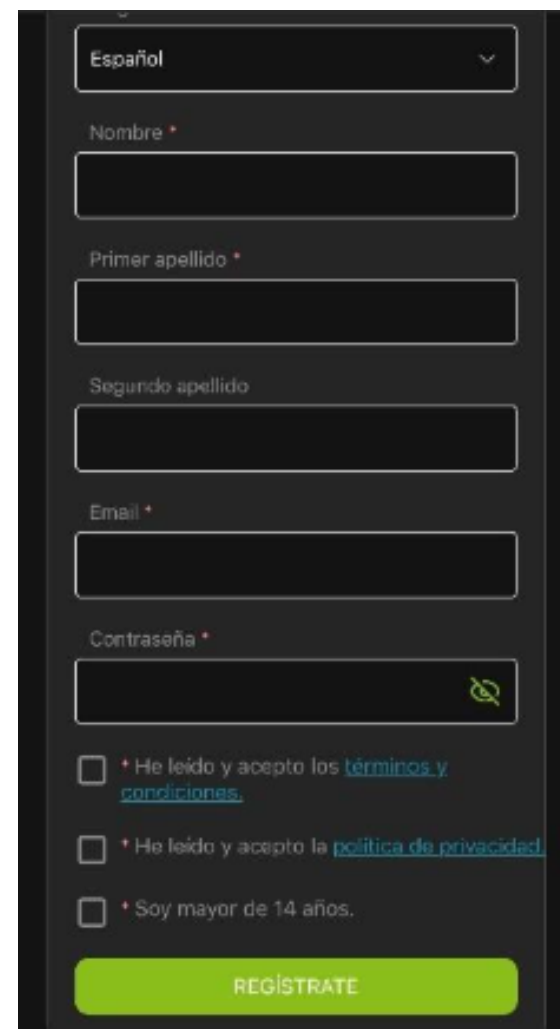 Español
Nombre *
Primer apellido *
Segundo apellido
Email *
Contraseña *
* He leído y acepto los términos y
condiciones.
* He leído y acepto la política de privacidad.
* Soy mayor de 14 años.
REGÍSTRATE